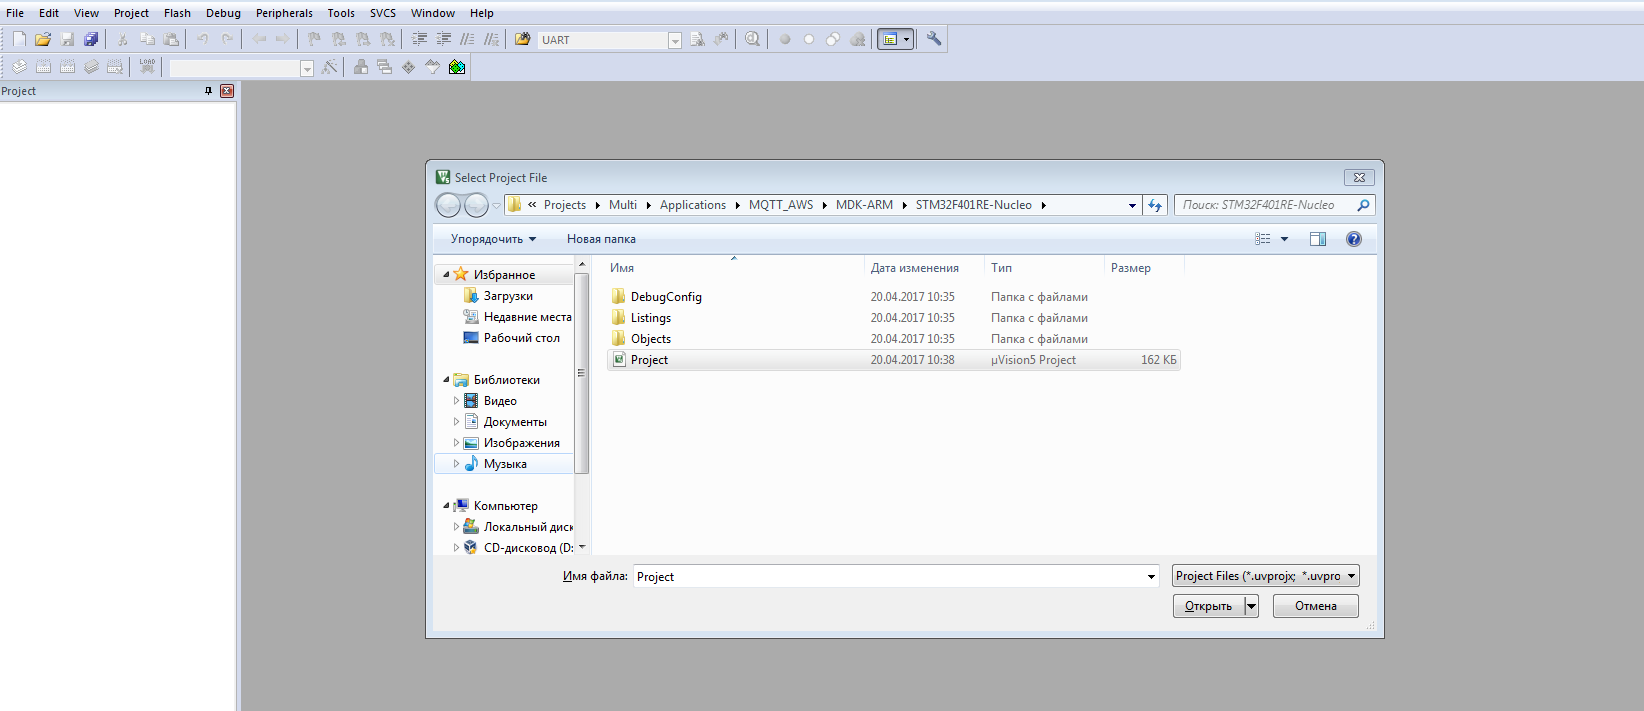 File Edit View Project Flash Debug Peripherals Tools SVCS Window Help
UART
LOAD
Project
Select Project File
« Projects Multi Applications MQTT_AWS MDK-ARM STM32F401RE-Nucleo
Поиск: STM32F401RE-Nucleo
Упорядочить Новая папка
Имя Дата изменения Тип Размер
Избранное
Загрузки
Недавние места
Рабочий стол
Библиотеки
Видео
Документы
Изображения
Музыка
Компьютер
Локальный диск
CD-дисковод (D:
DebugConfig 20.04.2017 10:35 Папка с файлами
Listings 20.04.2017 10:35 Папка с файлами
Objects 20.04.2017 10:35 Папка с файлами
Project 20.04.2017 10:38 µVision5 Project 162 КБ
Имя файла: Project
Project Files (*.uvprojx; *.uvpro
Открыть Отмена